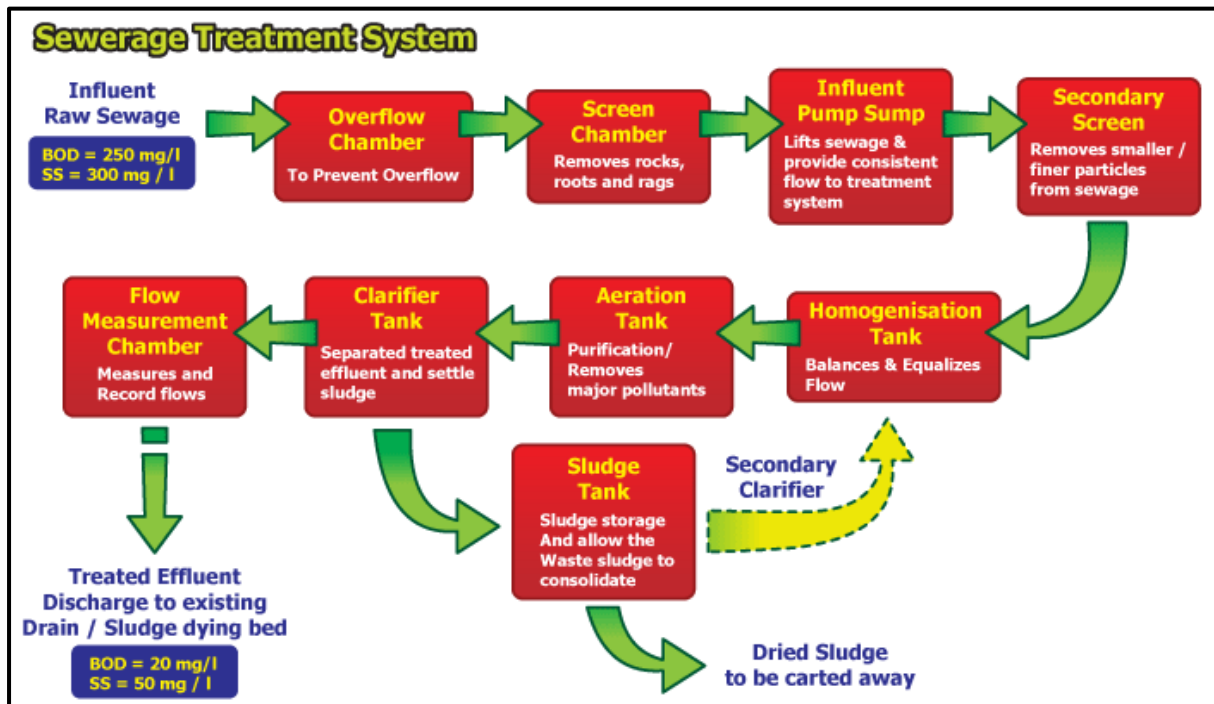 Sewerage Treatment System
Influent
Raw Sewage
BOD = 250 mg/l
SS = 300 mg / l
Overflow
Chamber
To Prevent Overflow
Screen
Chamber
Removes rocks,
roots and rags
Influent
Pump Sump
Lifts sewage &
provide consistent
flow to treatment
system
Secondary
Screen
Removes smaller /
finer particles
from sewage
Flow
Measurement
Chamber
Measures and
Record flows
Clarifier
Tank
Separated treated
effluent and settle
sludge
Aeration
Tank
Purification/
Removes
major pollutants
Homogenisation
Tank
Balances & Equalizes
Flow
Sludge
Tank
Sludge storage
And allow the
Waste sludge to
consolidate
Secondary
Clarifier
Treated Effluent
Discharge to existing
Drain / Sludge dying bed
BOD = 20 mg/l
SS = 50 mg / l
Dried Sludge
to be carted away